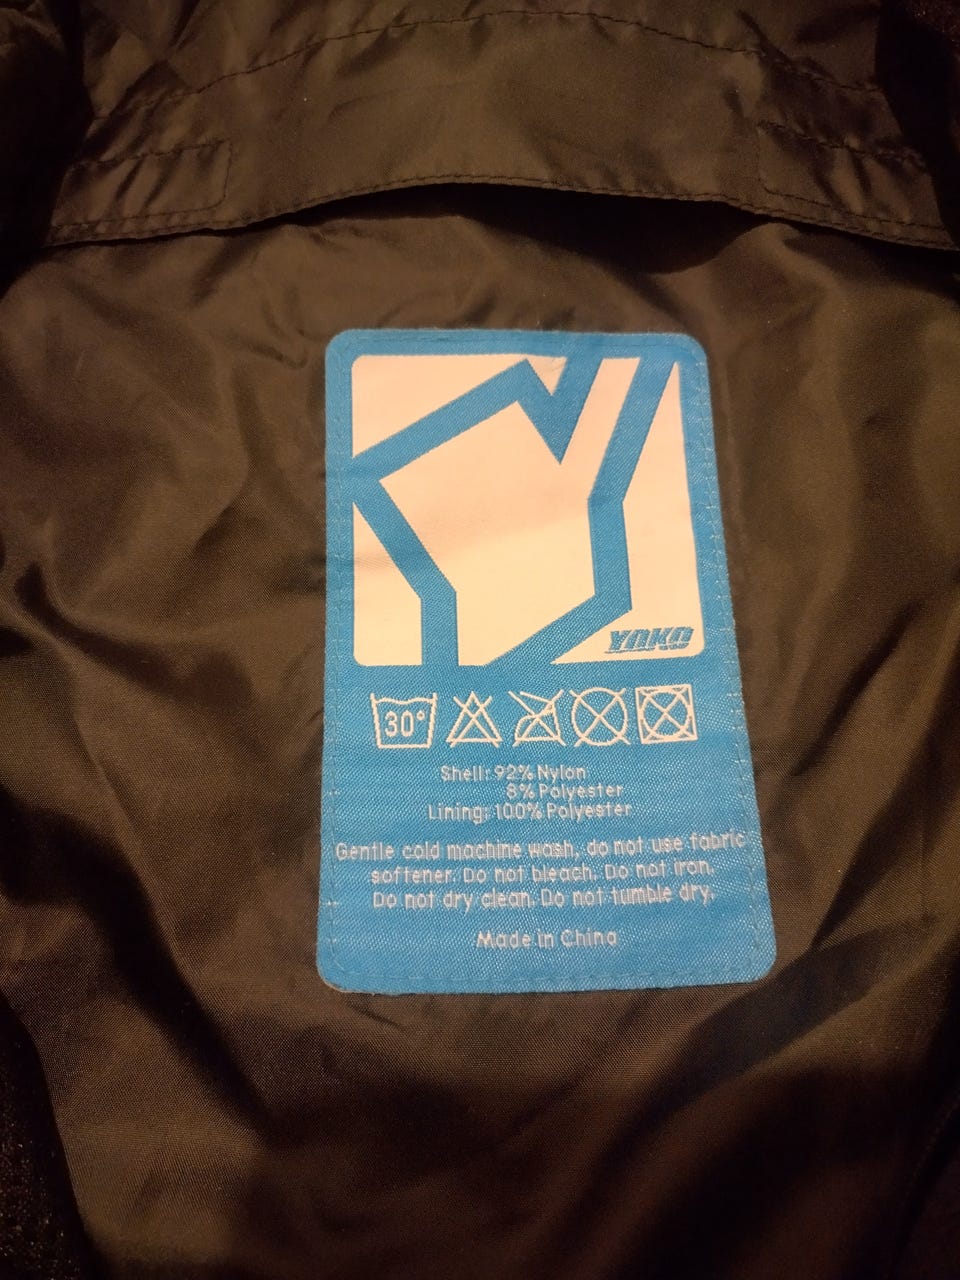 YOKO
30°
Shell: 92% Nylon
8% Polyester
Lining: 100% Polyester
Gentle cold machine wash, do not use fabric
softener. Do not bleach. Do not iron.
Do not dry clean. Do not tumble dry.
Made in China